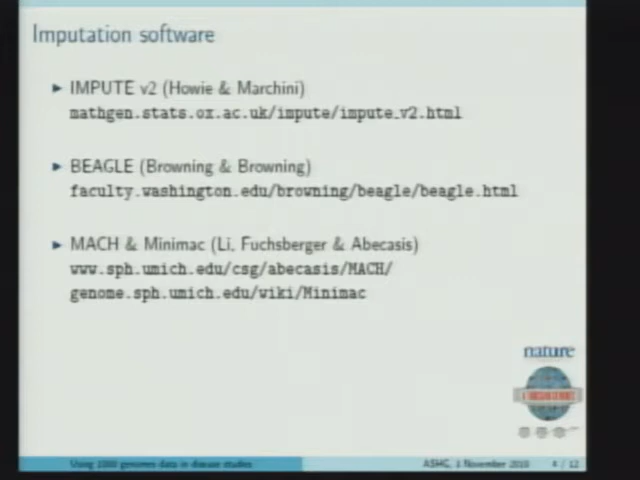 Imputation software
▶ IMPUTE v2 (Howie & Marchini)
mathgen.stats.ox.ac.uk/impute/impute_v2.html
▶ BEAGLE (Browning & Browning)
faculty.washington.edu/browning/beagle/beagle.html
▶ MACH & Minimac (Li, Fuchsberger & Abecasis)
www.sph.umich.edu/csg/abecasis/MACH/
genome.sph.umich.edu/wiki/Minimac
nature
Using 1000 genomes data in disease studies
ASHG, 3 November 2010
4 / 12